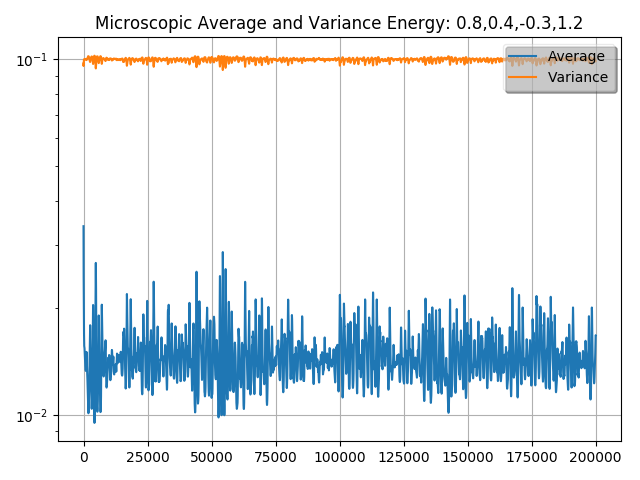 Microscopic Average and Variance Energy: 0.8,0.4,-0.3,1.2
10⁻¹
Average
Variance
10⁻²
0 25000 50000 75000 100000 125000 150000 175000 200000